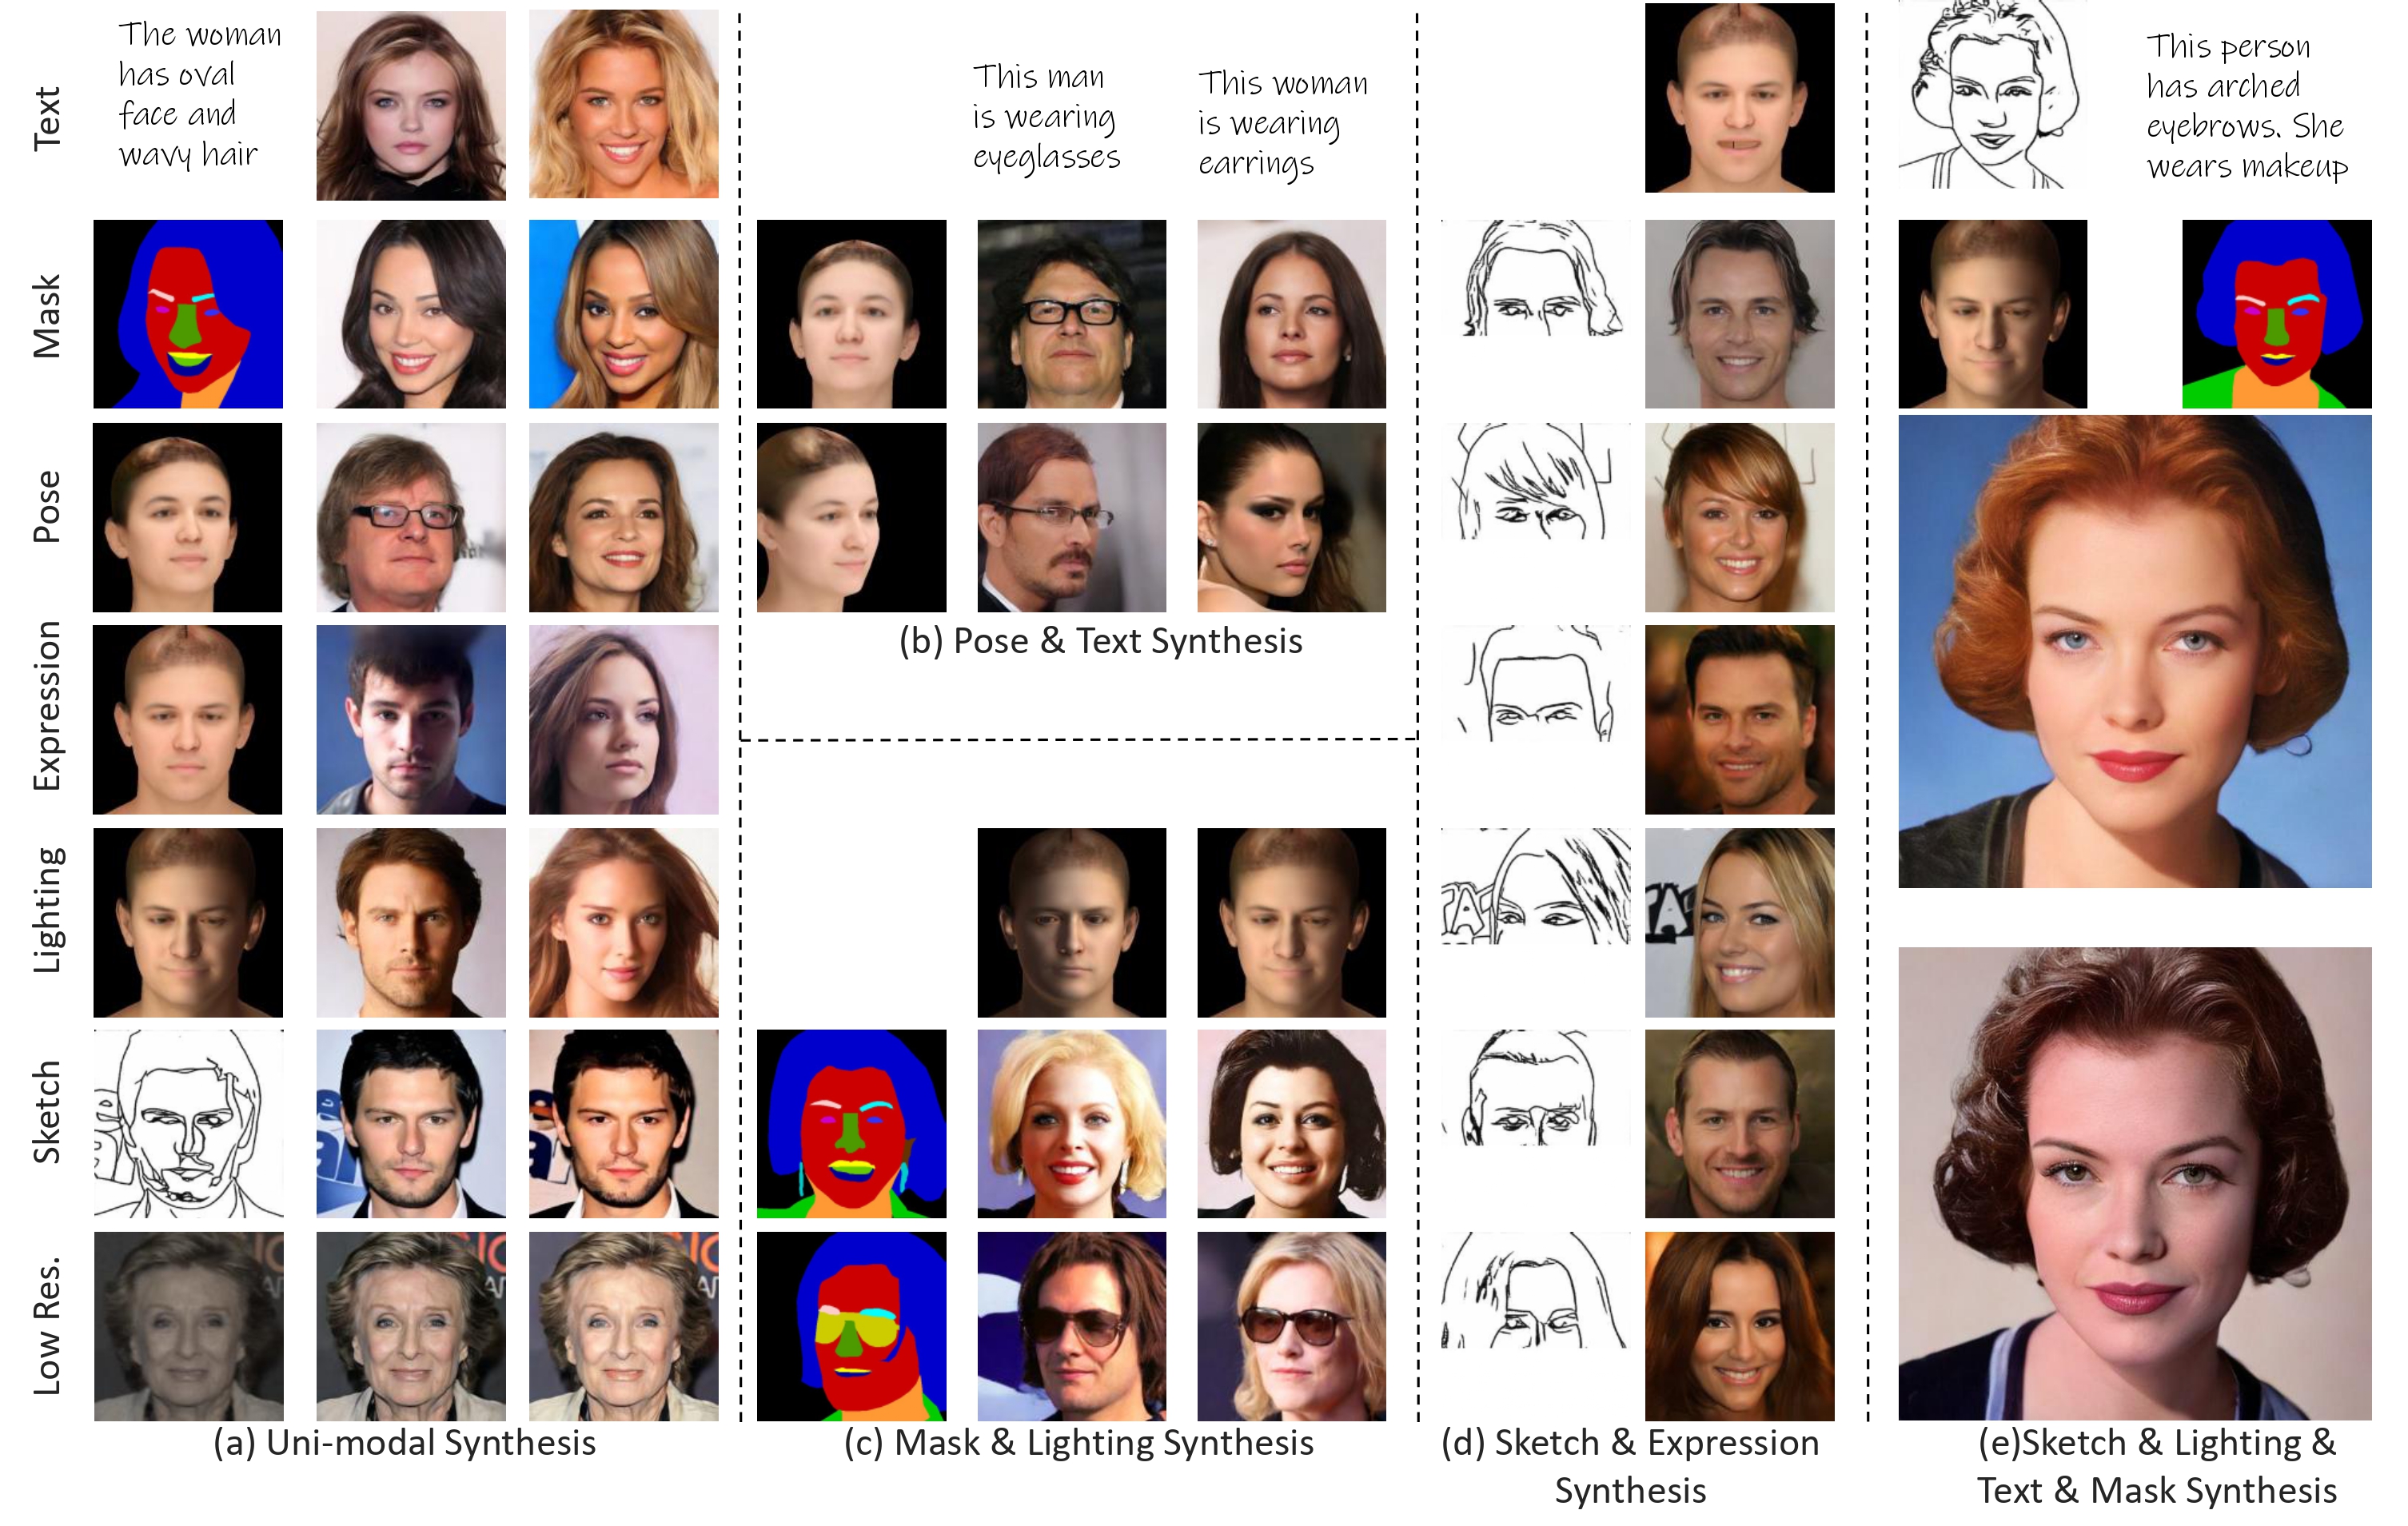 Text
The woman
has oval
face and
wavy hair
Mask
Pose
Expression
Lighting
Sketch
Low Res.
(a) Uni-modal Synthesis
This man
is wearing
eyeglasses
This woman
is wearing
earrings
(b) Pose & Text Synthesis
(c) Mask & Lighting Synthesis
(d) Sketch & Expression
Synthesis
This person
has arched
eyebrows. She
wears makeup
(e)Sketch & Lighting &
Text & Mask Synthesis